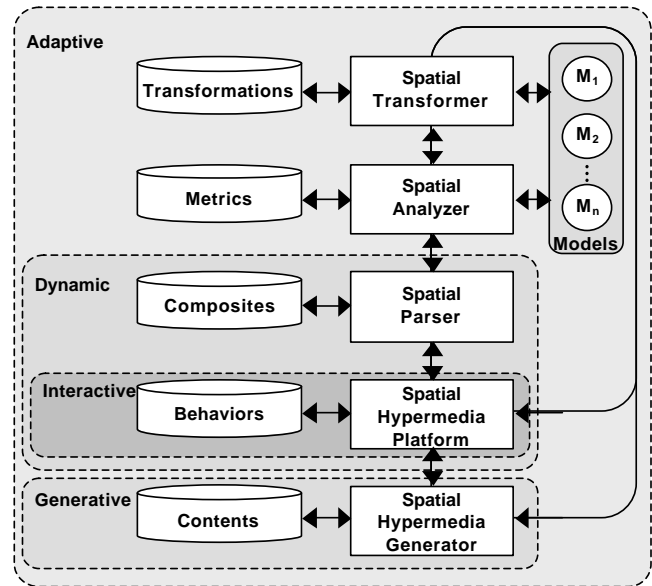 Adaptive
Transformations
Spatial
Transformer
M1
M2
Mn
Models
Metrics
Spatial
Analyzer
Dynamic
Composites
Spatial
Parser
Interactive
Behaviors
Spatial
Hypermedia
Platform
Generative
Contents
Spatial
Hypermedia
Generator